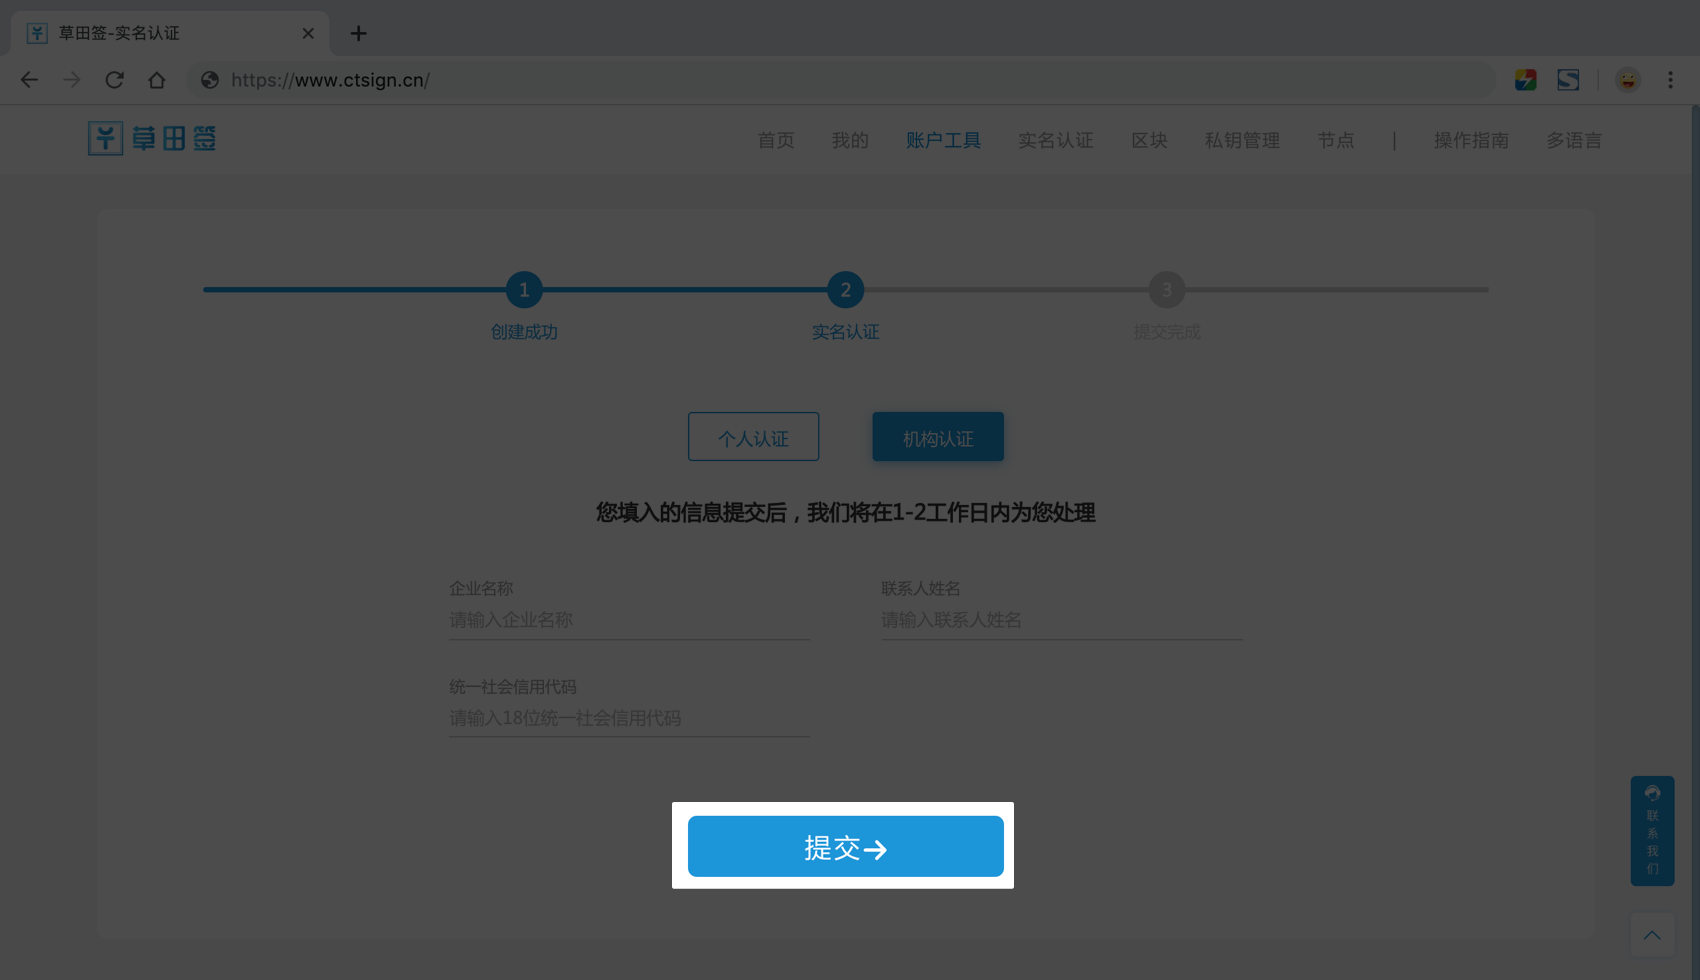 草田签-实名认证
https://www.ctsign.cn/
草田签
首页 我的 账户工具 实名认证 区块 私钥管理 节点 | 操作指南 多语言
1 2 3
创建成功 实名认证 提交完成
个人认证 机构认证
您填入的信息提交后，我们将在1-2工作日内为您处理
企业名称 联系人姓名
请输入企业名称 请输入联系人姓名
统一社会信用代码
请输入18位统一社会信用代码
提交
联系我们